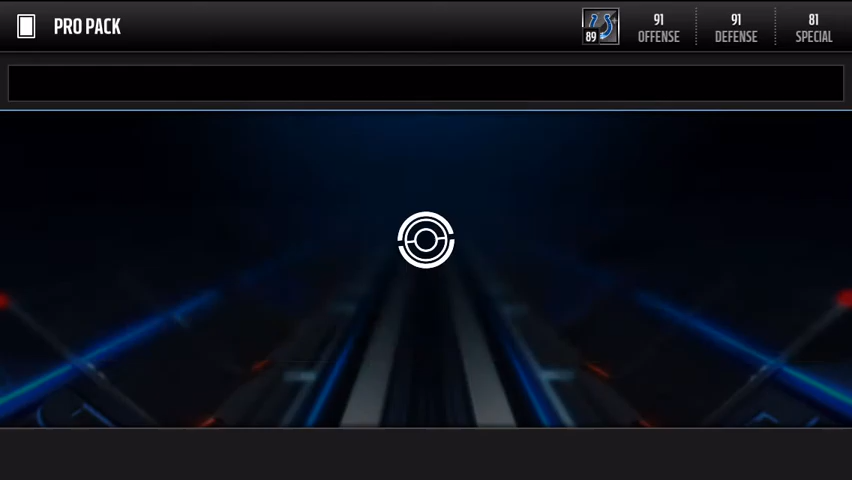 PRO PACK
89
91
OFFENSE
91
DEFENSE
81
SPECIAL